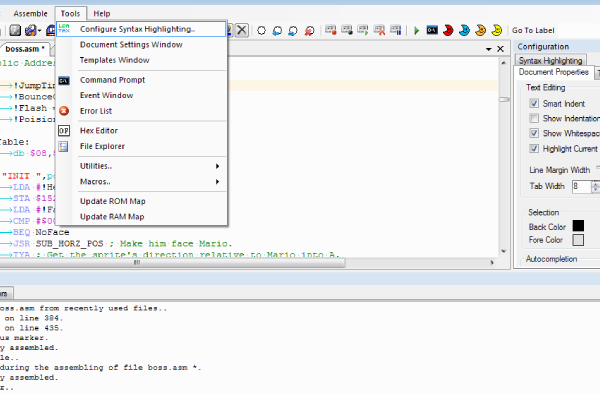 Assemble Tools Help
Go To Label
boss.asm *
Configure Syntax Highlighting..
Document Settings Window
Templates Window
Command Prompt
Event Window
Error List
Hex Editor
File Explorer
Utilities..
Macros..
Update ROM Map
Update RAM Map
blic Addre
!JumpTi
!Bounce
!Flash =
!Poision
Table:
db $08,
"INIT ",
LDA #!H
STA $15
LDA #!F
CMP #$0
BEQ NoFace
JSR SUB_HORZ_POS ; Make him face Mario.
TYA ; Get the sprite's direction relative to Mario into A.
Configuration
Syntax Highlighting
Document Properties
Text Editing
Smart Indent
Show Indentation
Show Whitespac
Highlight Current
Line Margin Width
Tab Width 8
Selection
Back Color
Fore Color
Autocompletion
om
oss.asm from recently used files..
on line 384.
on line 435.
us marker.
y assembled.
le..
during the assembling of file boss.asm *.
y assembled.
r..